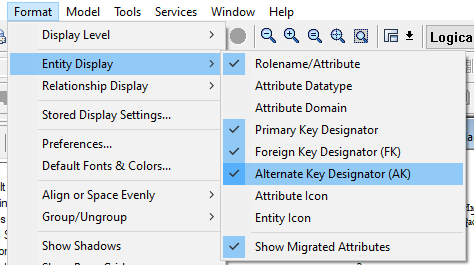 Format Model Tools Services Window Help
Display Level
Logica
Entity Display
Rolename/Attribute
Relationship Display
Attribute Datatype
Attribute Domain
Stored Display Settings...
Primary Key Designator
Preferences...
Foreign Key Designator (FK)
Default Fonts & Colors...
Alternate Key Designator (AK)
Align or Space Evenly
Attribute Icon
Group/Ungroup
Entity Icon
Show Shadows
Show Migrated Attributes